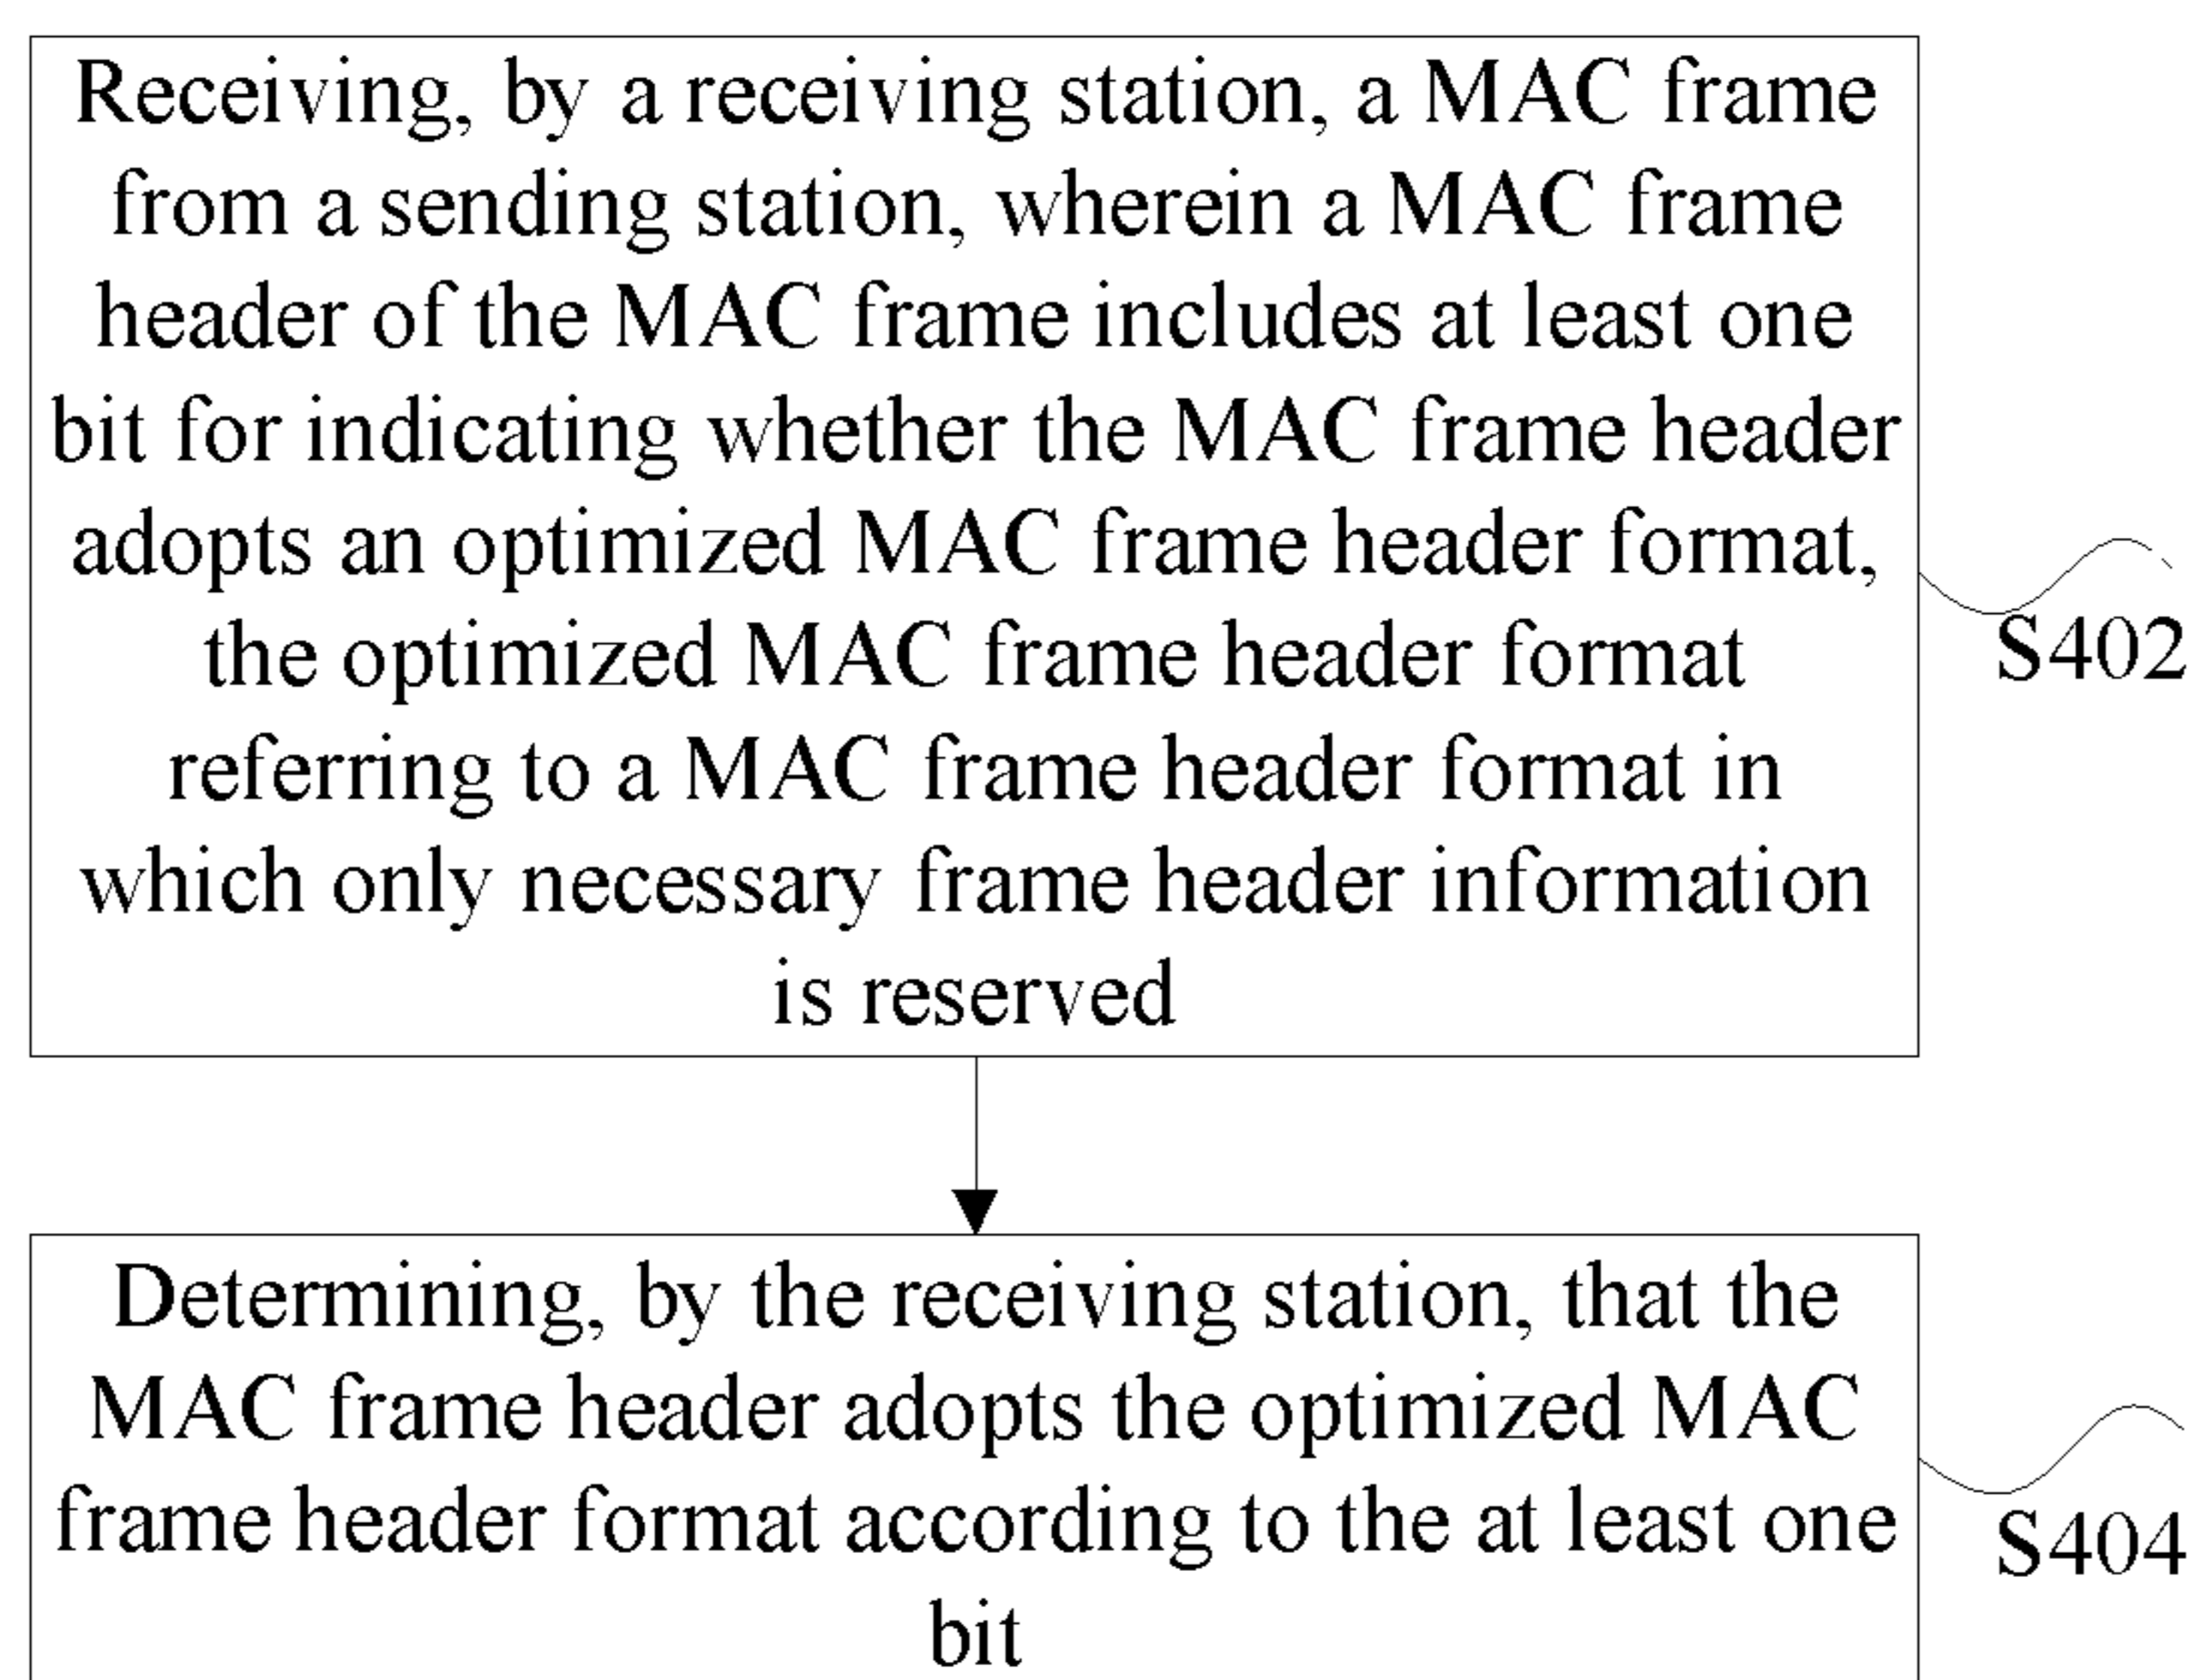 Receiving, by a receiving station, a MAC frame
from a sending station, wherein a MAC frame
header of the MAC frame includes at least one
bit for indicating whether the MAC frame header
adopts an optimized MAC frame header format,
the optimized MAC frame header format
referring to a MAC frame header format in
which only necessary frame header information
is reserved
S402
Determining, by the receiving station, that the
MAC frame header adopts the optimized MAC
frame header format according to the at least one
bit
S404